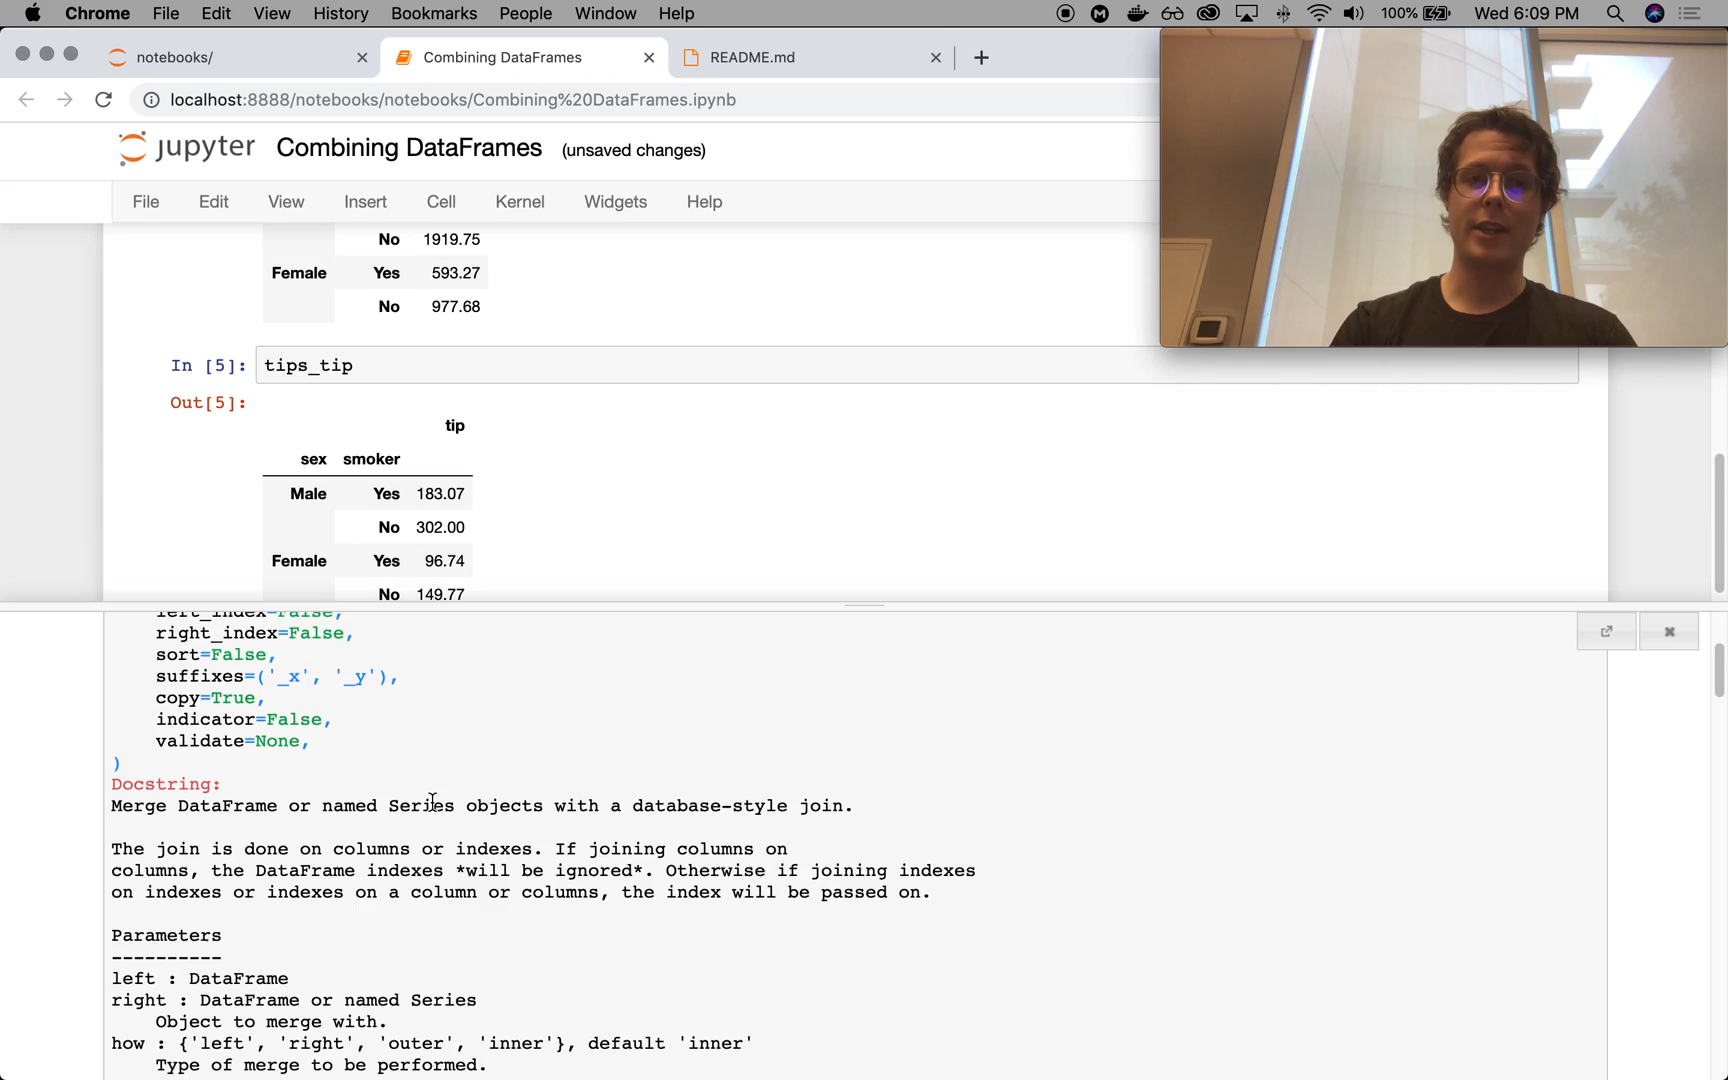 Chrome File Edit View History Bookmarks People Window Help 100% Wed 6:09 PM
notebooks/ Combining DataFrames README.md
localhost:8888/notebooks/notebooks/Combining%20DataFrames.ipynb
jupyter Combining DataFrames (unsaved changes)
File Edit View Insert Cell Kernel Widgets Help
No 1919.75
Female Yes 593.27
No 977.68
In [5]: tips_tip
Out[5]:
tip
sex smoker
Male Yes 183.07
No 302.00
Female Yes 96.74
No 149.77
left_index=False,
right_index=False,
sort=False,
suffixes=('_x', '_y'),
copy=True,
indicator=False,
validate=None,
)
Docstring:
Merge DataFrame or named Series objects with a database-style join.
The join is done on columns or indexes. If joining columns on
columns, the DataFrame indexes *will be ignored*. Otherwise if joining indexes
on indexes or indexes on a column or columns, the index will be passed on.
Parameters
----------
left : DataFrame
right : DataFrame or named Series
Object to merge with.
how : {'left', 'right', 'outer', 'inner'}, default 'inner'
Type of merge to be performed.